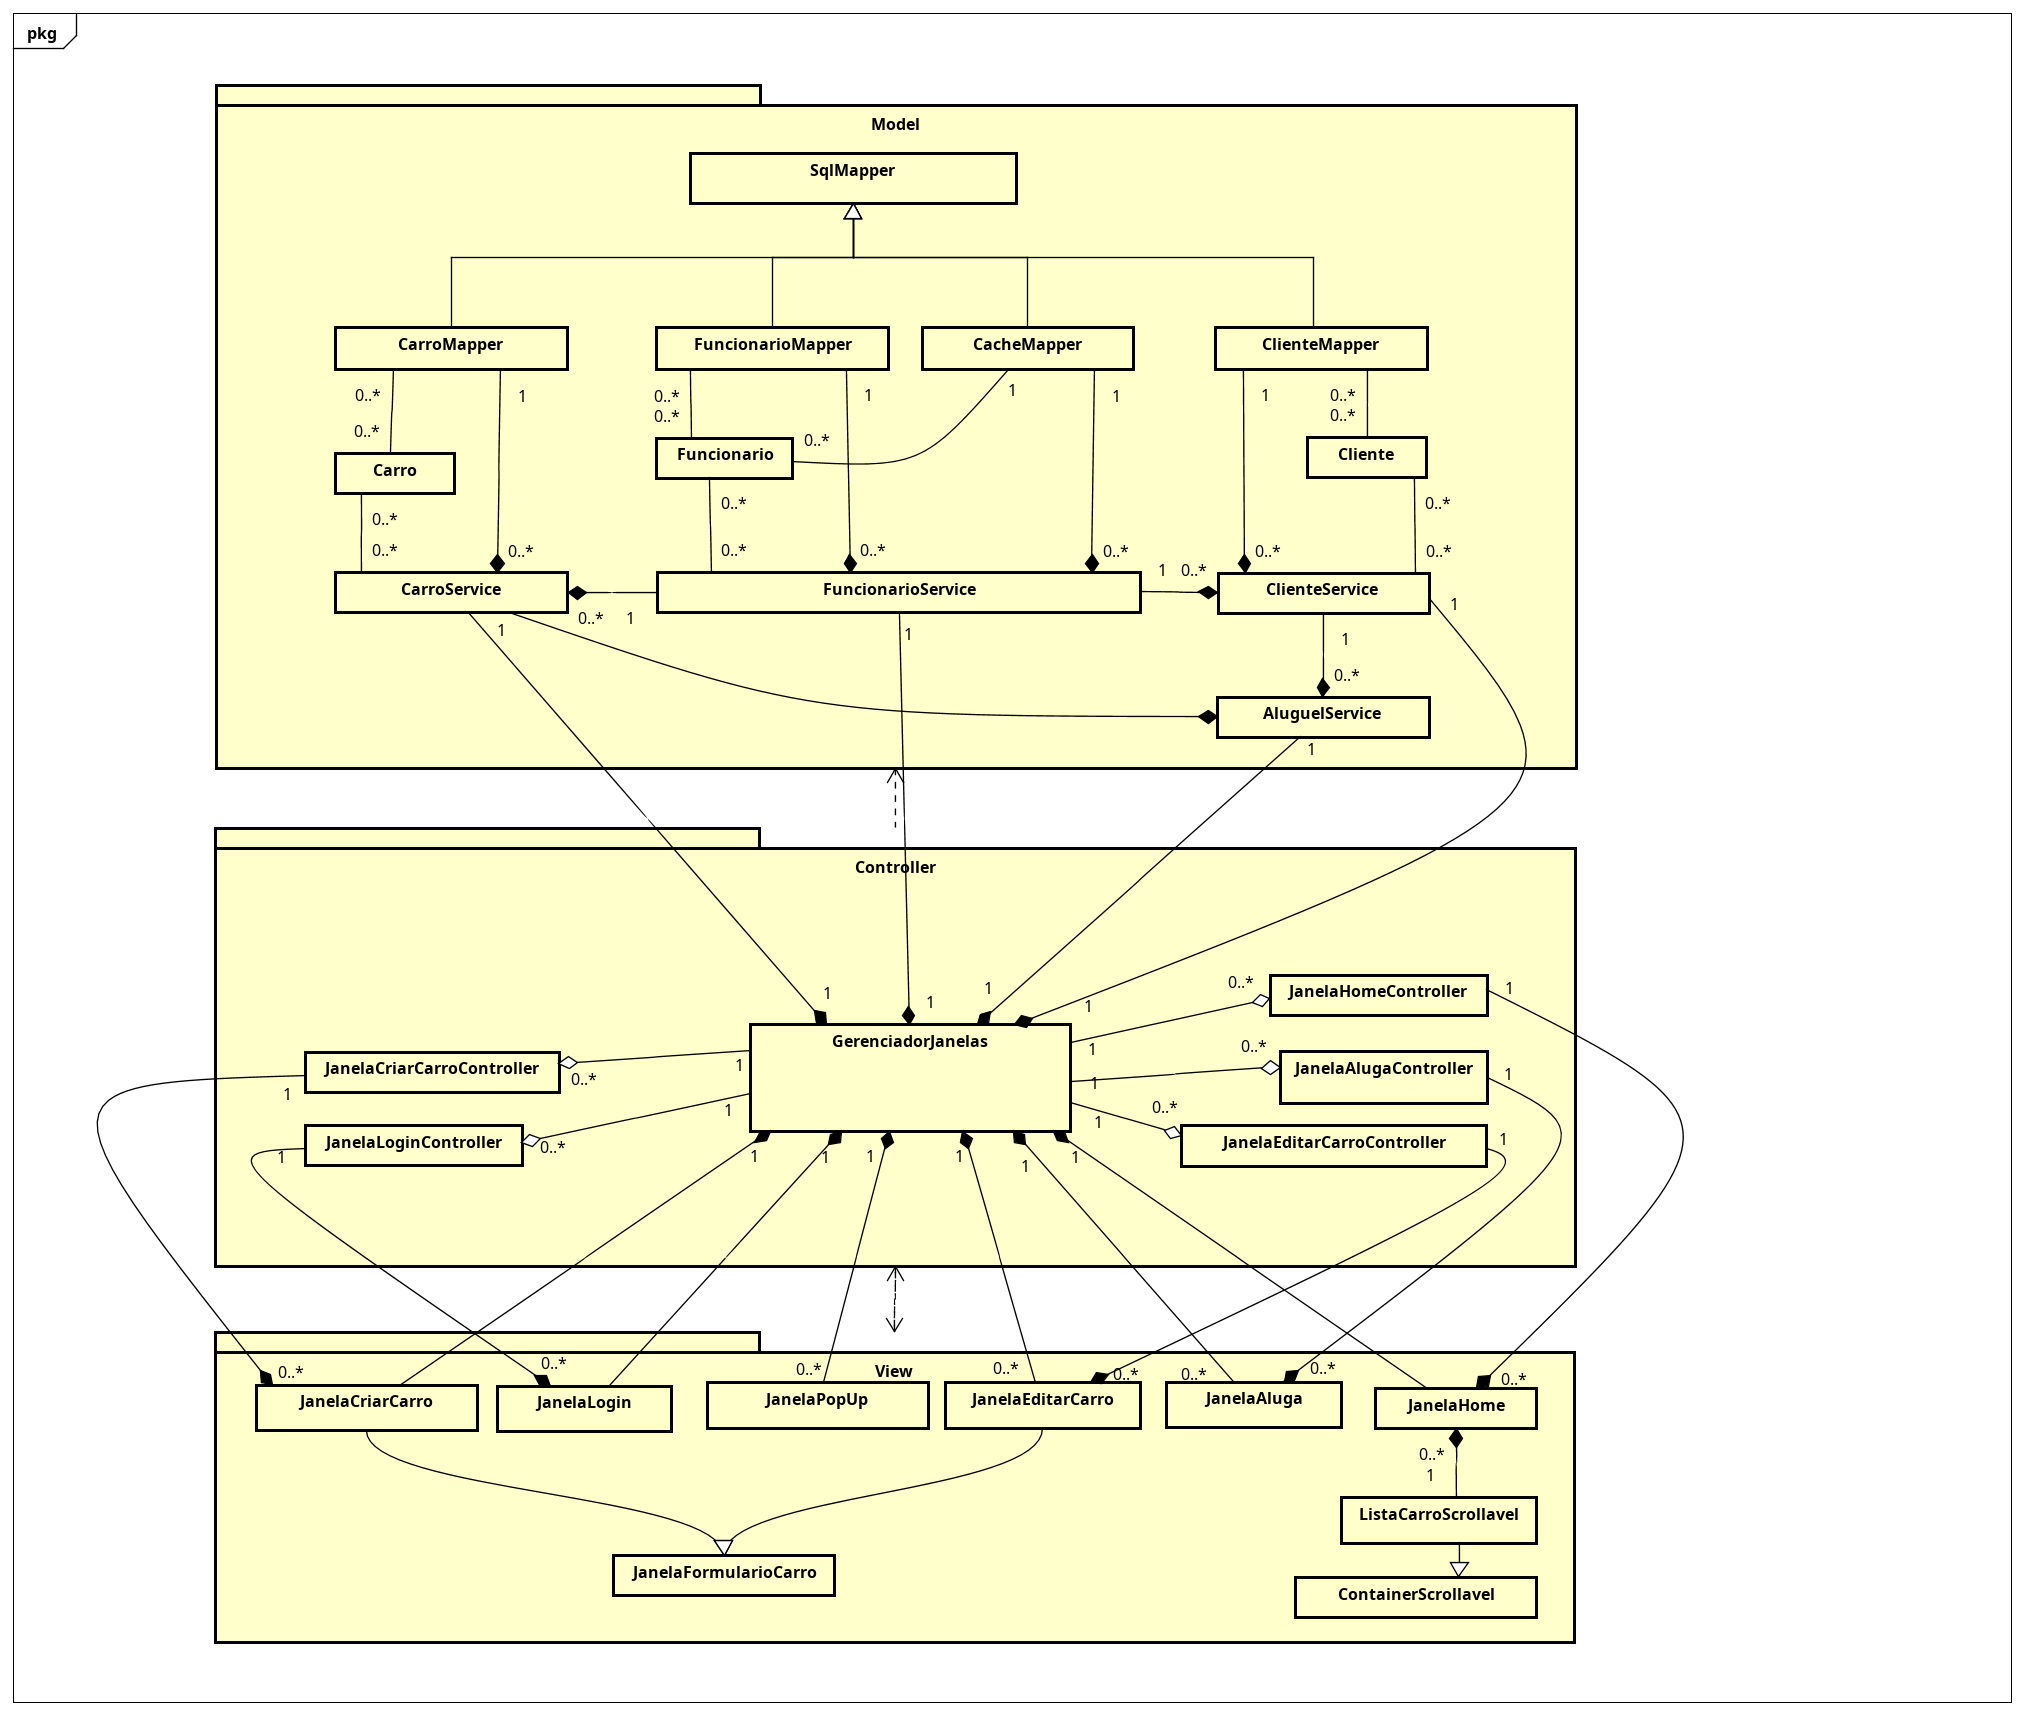 pkg
Model
SqlMapper
CarroMapper FuncionarioMapper CacheMapper ClienteMapper
0..* 1 0..* 1 1 1 1 0..*
0..* 0..* 0..* 0..*
Carro Funcionario Cliente
0..* 0..* 0..*
0..* 0..* 0..* 0..* 0..* 0..* 0..*
1 0..*
CarroService FuncionarioService ClienteService
1 0..* 1 1 1 1
0..*
AluguelService
1
Controller
1 1 1 1
0..* JanelaHomeController 1
GerenciadorJanelas
JanelaCriarCarroController 0..* 1 1 0..* JanelaAlugaController 1
1 1
JanelaLoginController 0..* 1 1 0..* JanelaEditarCarroController 1
1
1 1 1 1 1 1
View
0..* 0..* 0..* 0..* 0..* 0..* 0..* 0..*
JanelaCriarCarro JanelaLogin JanelaPopUp JanelaEditarCarro JanelaAluga JanelaHome
0..*
1
ListaCarroScrollavel
JanelaFormularioCarro ContainerScrollavel